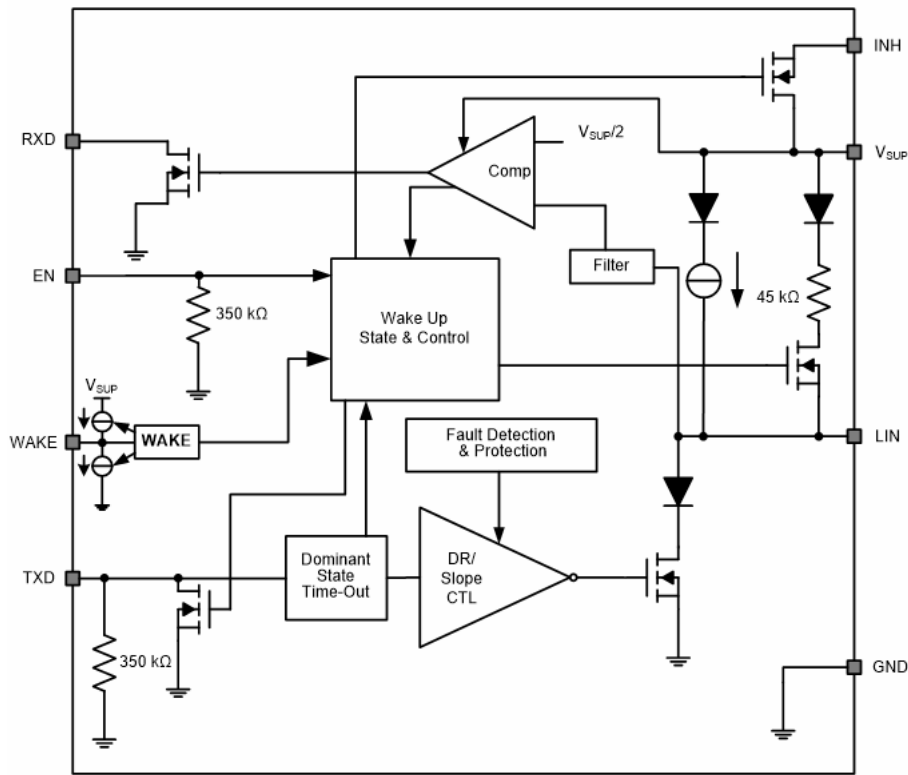 INH
RXD
V_SUP/2
V_SUP
Comp
EN
Filter
350 kΩ
45 kΩ
Wake Up
State & Control
V_SUP
WAKE
WAKE
LIN
Fault Detection
& Protection
TXD
Dominant
State
Time-Out
DR/
Slope
CTL
350 kΩ
GND